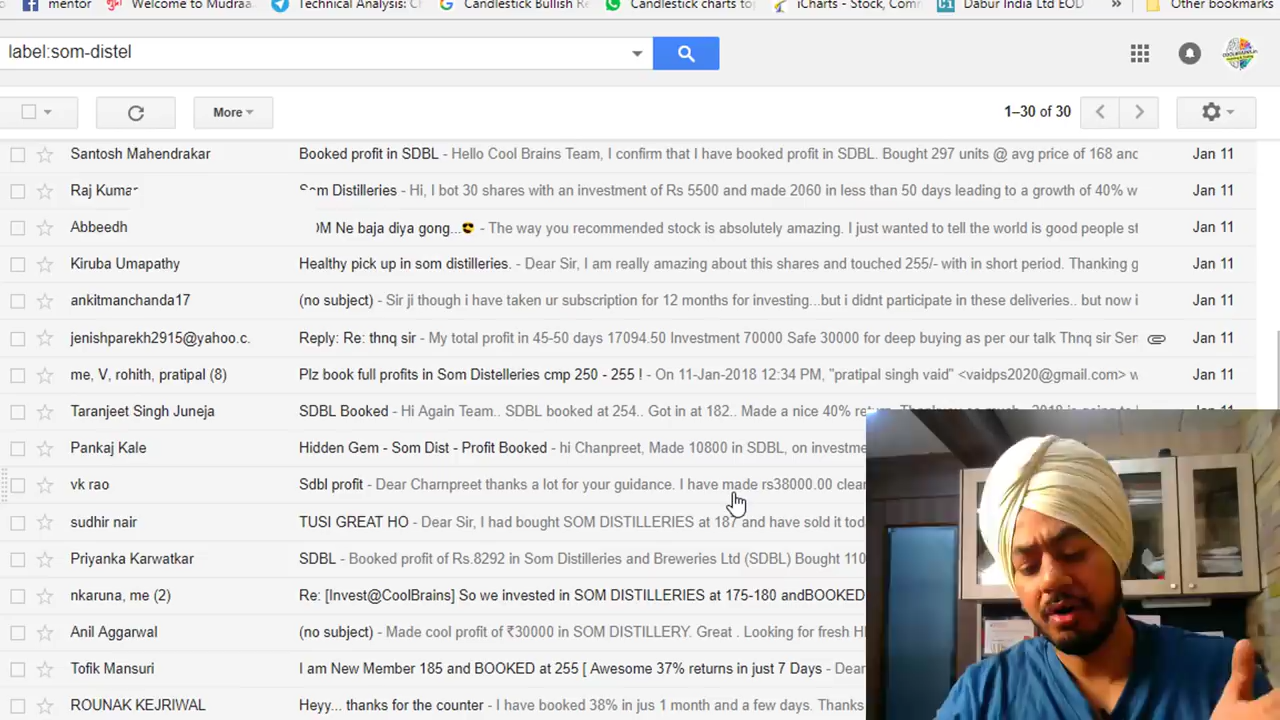 mentor Welcome to Mudraa Technical Analysis: C Candlestick Bullish Re Candlestick charts top iCharts - Stock, Com Dabur India Ltd EOD » Other bookmarks
label:som-distel
More 1–30 of 30
Santosh Mahendrakar Booked profit in SDBL - Hello Cool Brains Team, I confirm that I have booked profit in SDBL. Bought 297 units @ avg price of 168 and Jan 11
Raj Kumar Som Distilleries - Hi, I bot 30 shares with an investment of Rs 5500 and made 2060 in less than 50 days leading to a growth of 40% w Jan 11
Abbeedh OM Ne baja diya gong...😎 - The way you recommended stock is absolutely amazing. I just wanted to tell the world is good people st Jan 11
Kiruba Umapathy Healthy pick up in som distilleries. - Dear Sir, I am really amazing about this shares and touched 255/- with in short period. Thanking g Jan 11
ankitmanchanda17 (no subject) - Sir ji though i have taken ur subscription for 12 months for investing...but i didnt participate in these deliveries.. but now i Jan 11
jenishparekh2915@yahoo.c. Reply: Re: thnq sir - My total profit in 45-50 days 17094.50 Investment 70000 Safe 30000 for deep buying as per our talk Thnq sir Sen Jan 11
me, V, rohith, pratipal (8) Plz book full profits in Som Distelleries cmp 250 - 255 ! - On 11-Jan-2018 12:34 PM, "pratipal singh vaid" <vaidps2020@gmail.com> w Jan 11
Taranjeet Singh Juneja SDBL Booked - Hi Again Team.. SDBL booked at 254.. Got in at 182.. Made a nice 40% Jan 11
Pankaj Kale Hidden Gem - Som Dist - Profit Booked - hi Chanpreet, Made 10800 in SDBL, on investme
vk rao Sdbl profit - Dear Charnpreet thanks a lot for your guidance. I have made rs38000.00 clear
sudhir nair TUSI GREAT HO - Dear Sir, I had bought SOM DISTILLERIES at 187 and have sold it tod
Priyanka Karwatkar SDBL - Booked profit of Rs.8292 in Som Distilleries and Breweries Ltd (SDBL) Bought 110
nkaruna, me (2) Re: [Invest@CoolBrains] So we invested in SOM DISTILLERIES at 175-180 andBOOKED
Anil Aggarwal (no subject) - Made cool profit of ₹30000 in SOM DISTILLERY. Great . Looking for fresh HI
Tofik Mansuri I am New Member 185 and BOOKED at 255 [ Awesome 37% returns in just 7 Days - Dear
ROUNAK KEJRIWAL Heyy... thanks for the counter - I have booked 38% in jus 1 month and a few days. Thanks